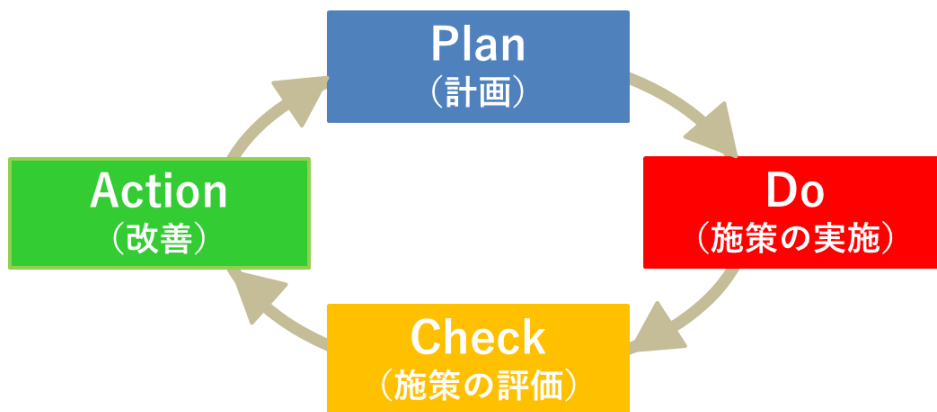 Plan
（計画）
Do
（施策の実施）
Check
（施策の評価）
Action
（改善）